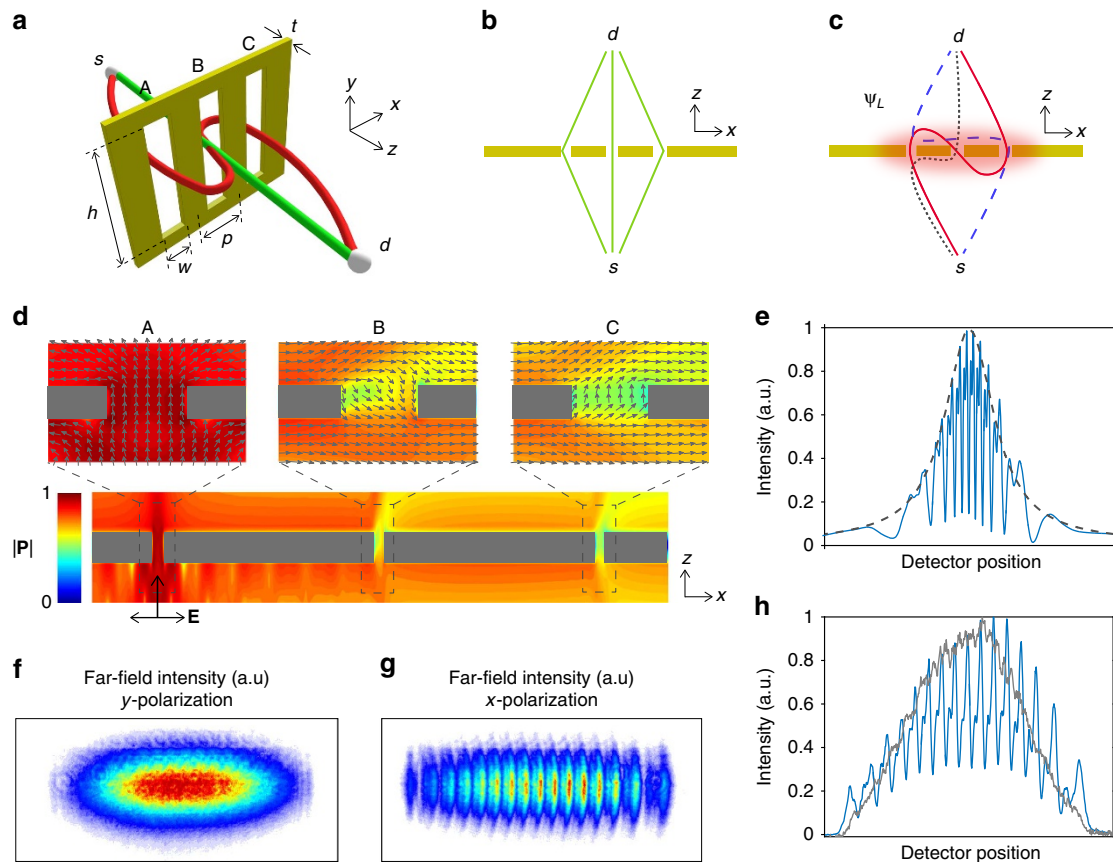 a
s
A
B
C
t
y
x
z
h
w
p
d
b
d
z
x
s
c
d
ΨL
z
x
s
d
A
B
C
1
|P|
0
E
z
x
e
Intensity (a.u.)
1
0.8
0.6
0.4
0.2
0
Detector position
f
Far-field intensity (a.u)
y-polarization
g
Far-field intensity (a.u)
x-polarization
h
Intensity (a.u.)
1
0.8
0.6
0.4
0.2
0
Detector position